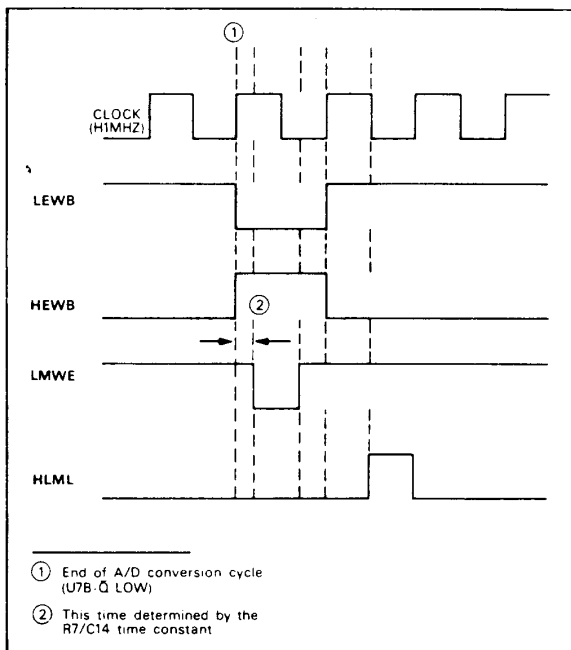 ①
CLOCK
(H1MHZ)
LEWB
HEWB
②
LMWE
HLML
① End of A/D conversion cycle
(U7B-Q̄ LOW)
② This time determined by the
R7/C14 time constant